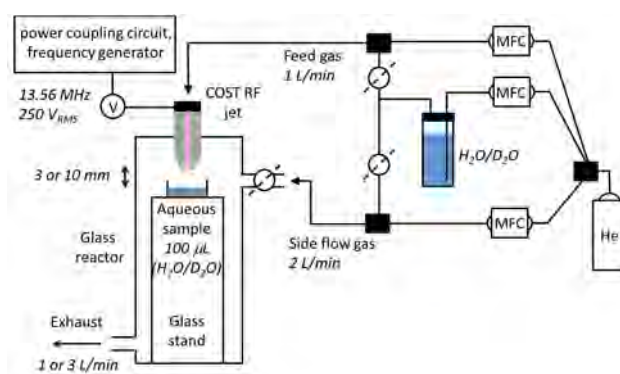 power coupling circuit,
frequency generator
13.56 MHz
250 V_RMS
V
COST RF
jet
Feed gas
1 L/min
MFC
MFC
H₂O/D₂O
MFC
He
3 or 10 mm
Aqueous
sample
100 µL
(H₂O/D₂O)
Glass
reactor
Side flow gas
2 L/min
Glass
stand
Exhaust
1 or 3 L/min